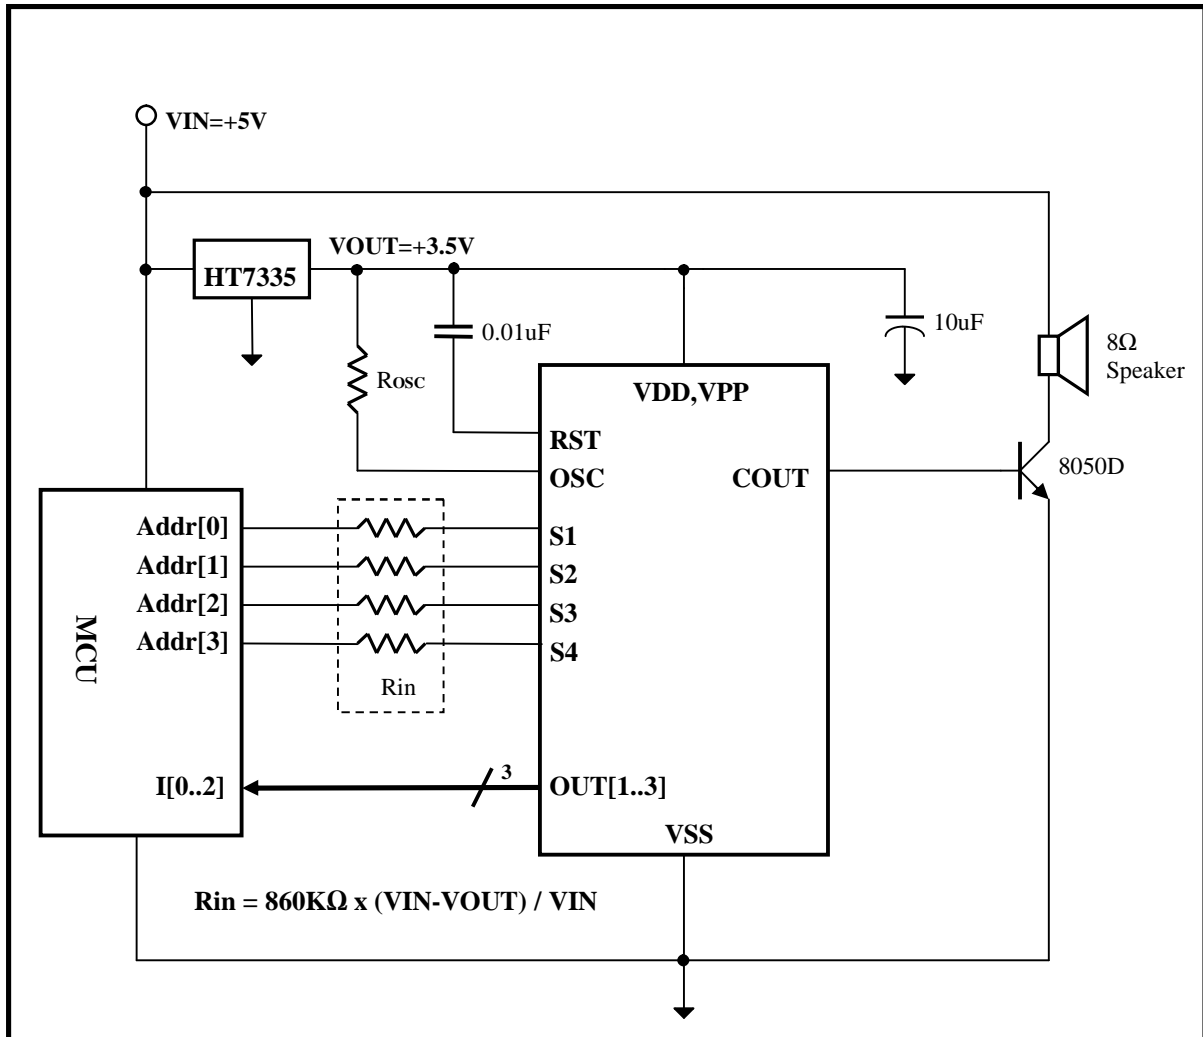 VIN=+5V
VOUT=+3.5V
HT7335
0.01uF
10uF
8Ω
Speaker
Rosc
VDD,VPP
RST
OSC
COUT
8050D
Addr[0]
S1
Addr[1]
S2
Addr[2]
S3
Addr[3]
S4
MCU
Rin
3
I[0..2]
OUT[1..3]
VSS
Rin = 860KΩ x (VIN-VOUT) / VIN